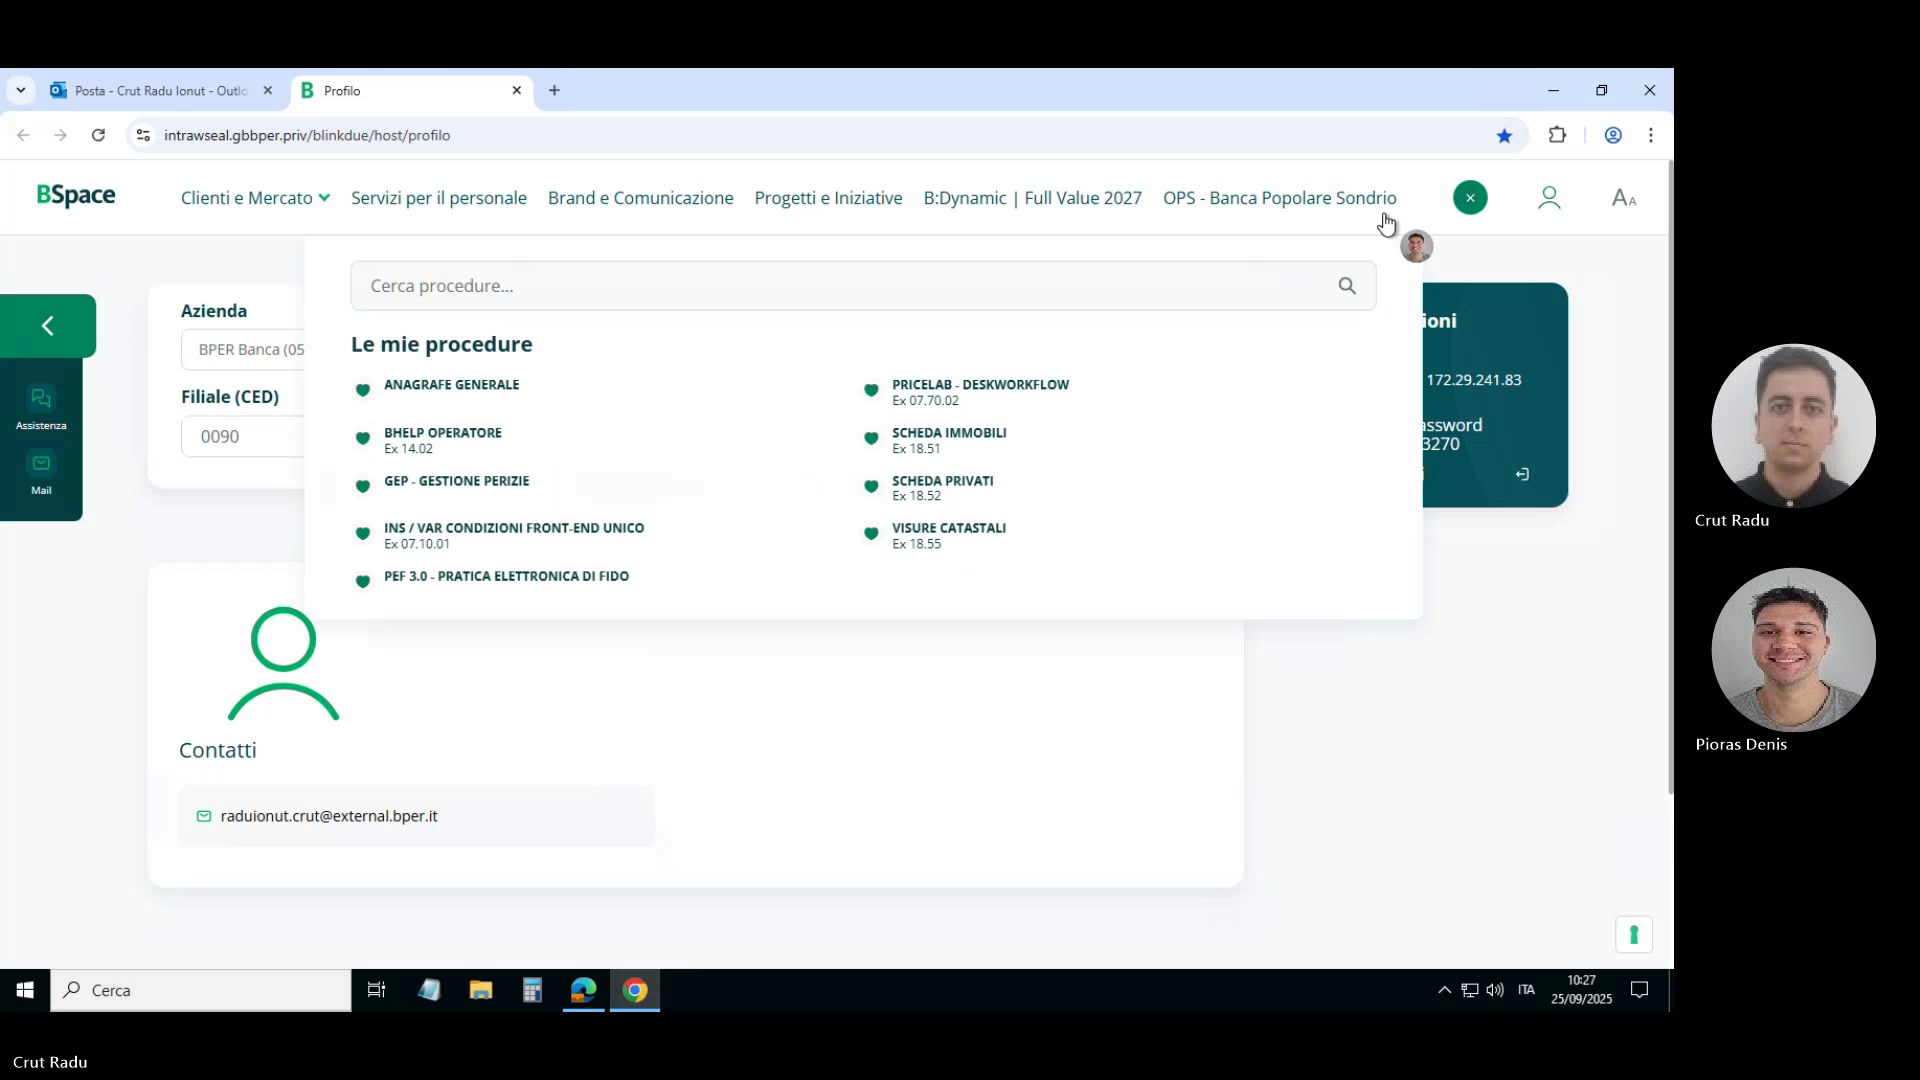 Posta - Crut Radu Ionut - Outlo
Profilo
intrawseal.gbbper.priv/blinkdue/host/profilo
BSpace
Clienti e Mercato
Servizi per il personale
Brand e Comunicazione
Progetti e Iniziative
B:Dynamic | Full Value 2027
OPS - Banca Popolare Sondrio
AA
Cerca procedure...
Le mie procedure
ANAGRAFE GENERALE
BHELP OPERATORE
Ex 14.02
GEP - GESTIONE PERIZIE
INS / VAR CONDIZIONI FRONT-END UNICO
Ex 07.10.01
PEF 3.0 - PRATICA ELETTRONICA DI FIDO
PRICELAB - DESKWORKFLOW
Ex 07.70.02
SCHEDA IMMOBILI
Ex 18.51
SCHEDA PRIVATI
Ex 18.52
VISURE CATASTALI
Ex 18.55
Azienda
BPER Banca (05
Filiale (CED)
0090
Assistenza
Mail
ioni
172.29.241.83
assword
3270
Contatti
raduionut.crut@external.bper.it
Cerca
ITA
10:27
25/09/2025
Crut Radu
Pioras Denis
Crut Radu